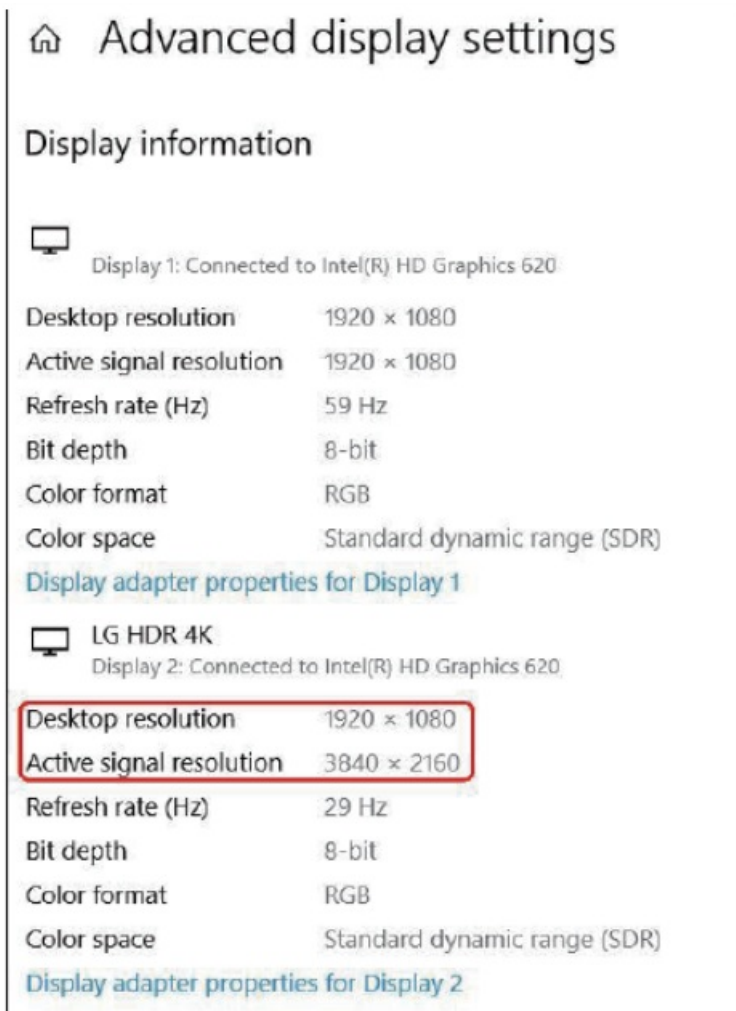 Advanced display settings
Display information
Display 1: Connected to Intel(R) HD Graphics 620
Desktop resolution 1920 × 1080
Active signal resolution 1920 × 1080
Refresh rate (Hz) 59 Hz
Bit depth 8-bit
Color format RGB
Color space Standard dynamic range (SDR)
Display adapter properties for Display 1
LG HDR 4K
Display 2: Connected to Intel(R) HD Graphics 620
Desktop resolution 1920 × 1080
Active signal resolution 3840 × 2160
Refresh rate (Hz) 29 Hz
Bit depth 8-bit
Color format RGB
Color space Standard dynamic range (SDR)
Display adapter properties for Display 2